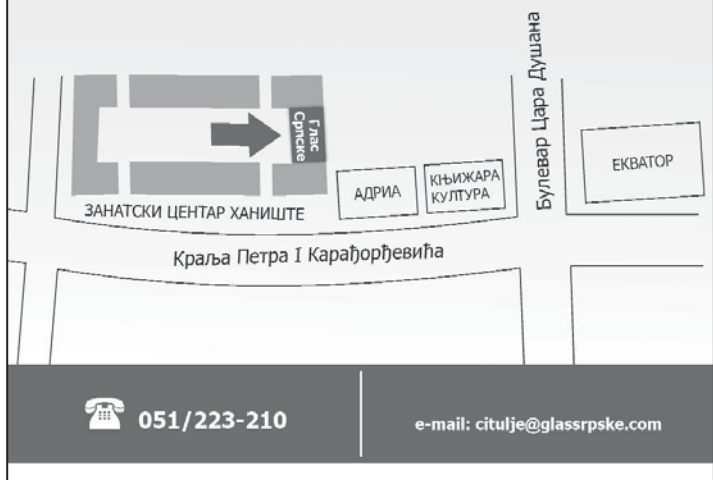 Глас
Српске
Булевар Цара Душана
ЕКВАТОР
АДРИА
КЊИЖАРА
КУЛТУРА
ЗАНАТСКИ ЦЕНТАР ХАНИШТЕ
Краља Петра I Карађорђевића
051/223-210
e-mail: citulje@glassrpske.com